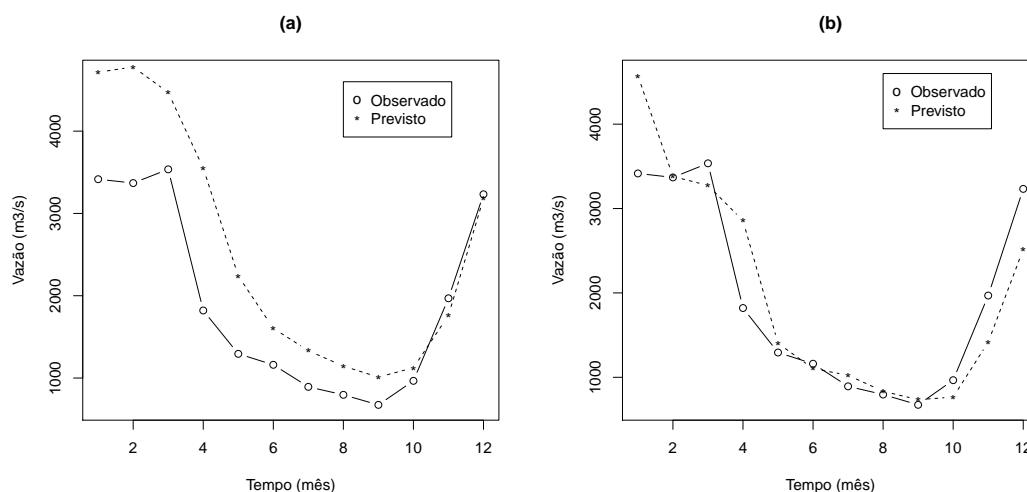 (a)
Vazão (m3/s)
4000
3000
2000
1000
Observado
Previsto
2 4 6 8 10 12
Tempo (mês)
(b)
Vazão (m3/s)
4000
3000
2000
1000
Observado
Previsto
2 4 6 8 10 12
Tempo (mês)